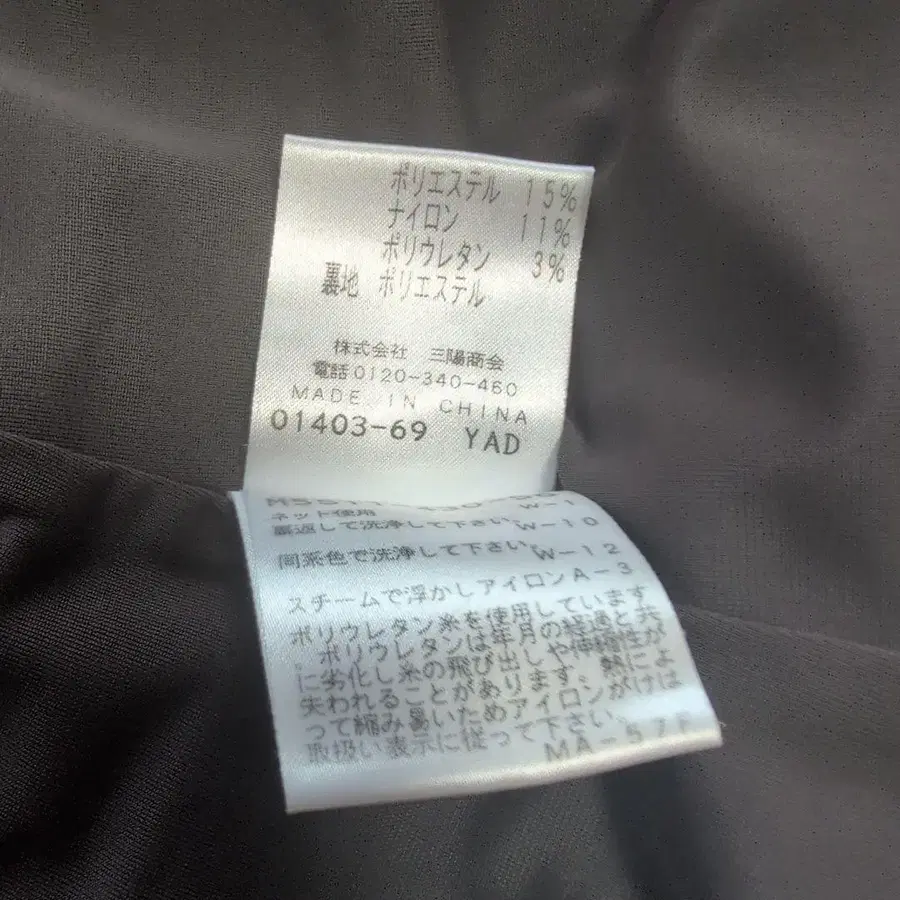 ポリエステル 15%
ナイロン 11%
ポリウレタン 3%
裏地 ポリエステル
株式会社 三陽商会
電話0120-340-460
MADE IN CHINA
01403-69 YAD
ネット使用 W-1
裏返して洗浄して下さい W-10
同系色で洗浄して下さい W-12
スチームで浮かしアイロン A-3
ポリウレタン糸を使用しています
ポリウレタンは年月の経過と共
に劣化し糸の飛び出しや伸縮性が
失われることがあります。熱によ
って縮み易いためアイロンがけは
取扱い表示に従って下さい。
MA-57F